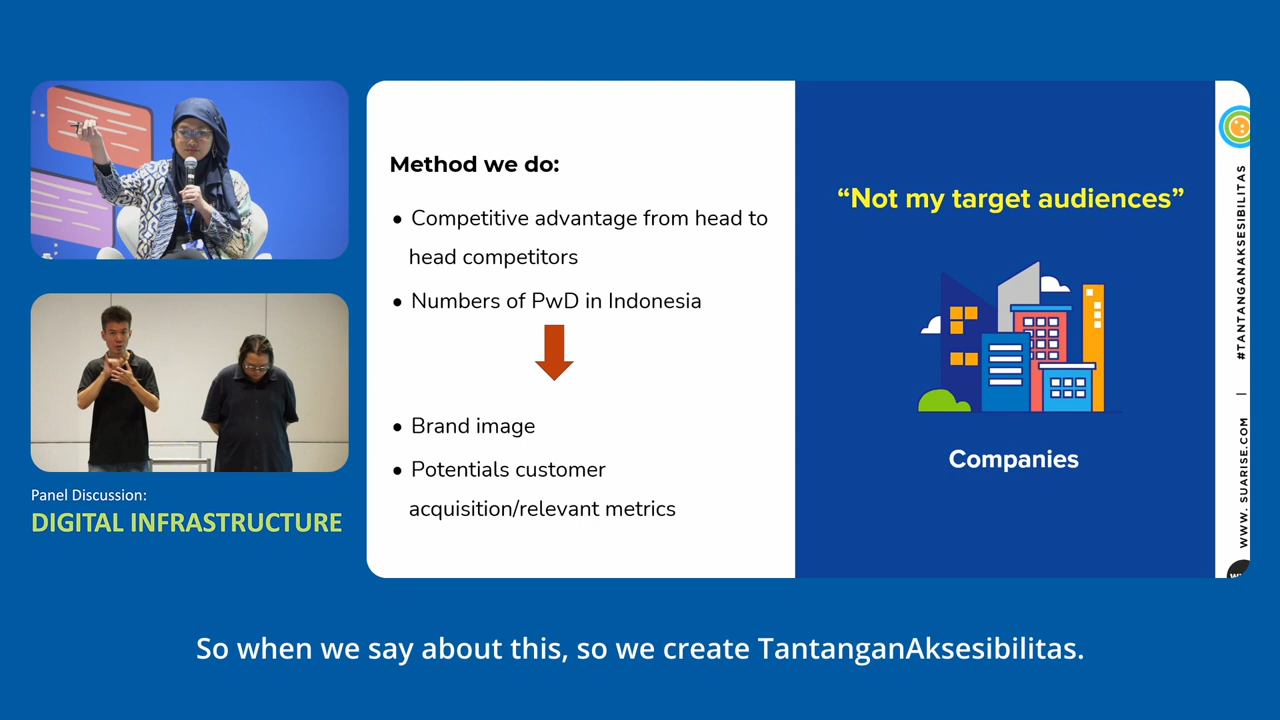 Panel Discussion:
DIGITAL INFRASTRUCTURE
Method we do:
• Competitive advantage from head to
head competitors
• Numbers of PwD in Indonesia
• Brand image
• Potentials customer
acquisition/relevant metrics
“Not my target audiences”
Companies
WWW. SUARISE.COM | #TANTANGANAKSESIBILITAS
So when we say about this, so we create TantanganAksesibilitas.